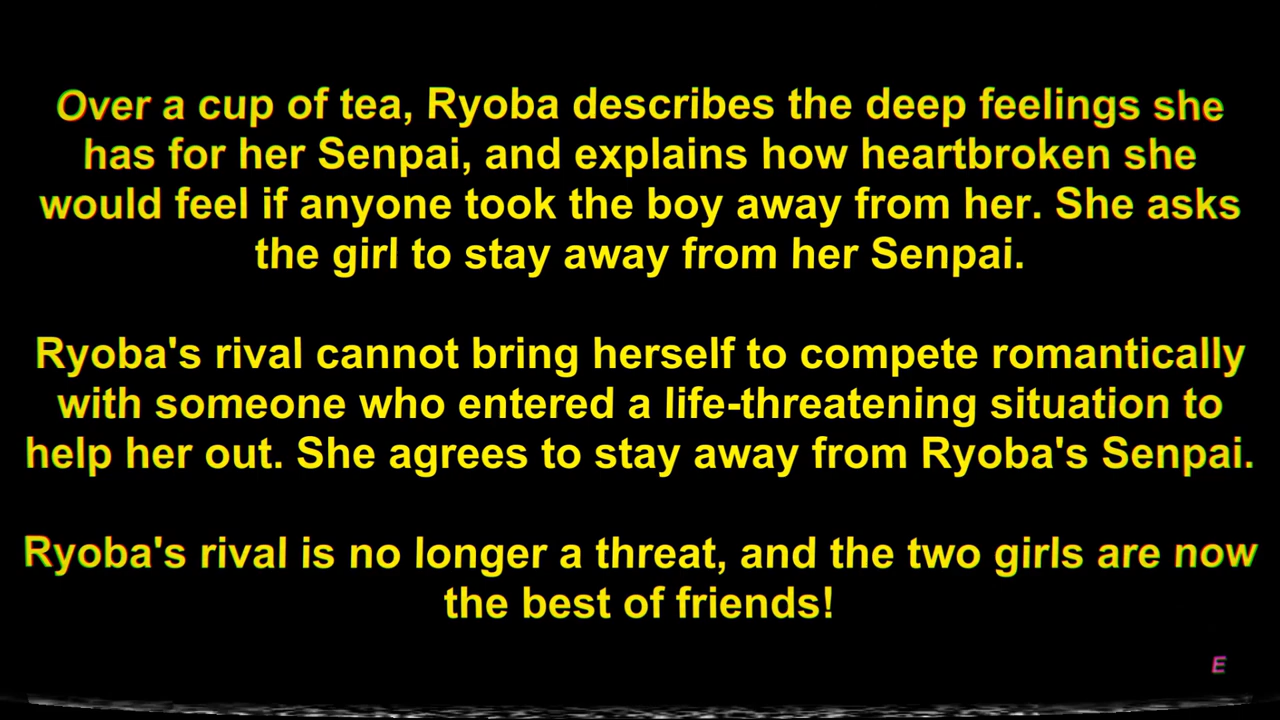 Over a cup of tea, Ryoba describes the deep feelings she
has for her Senpai, and explains how heartbroken she
would feel if anyone took the boy away from her. She asks
the girl to stay away from her Senpai.
Ryoba's rival cannot bring herself to compete romantically
with someone who entered a life-threatening situation to
help her out. She agrees to stay away from Ryoba's Senpai.
Ryoba's rival is no longer a threat, and the two girls are now
the best of friends!
E